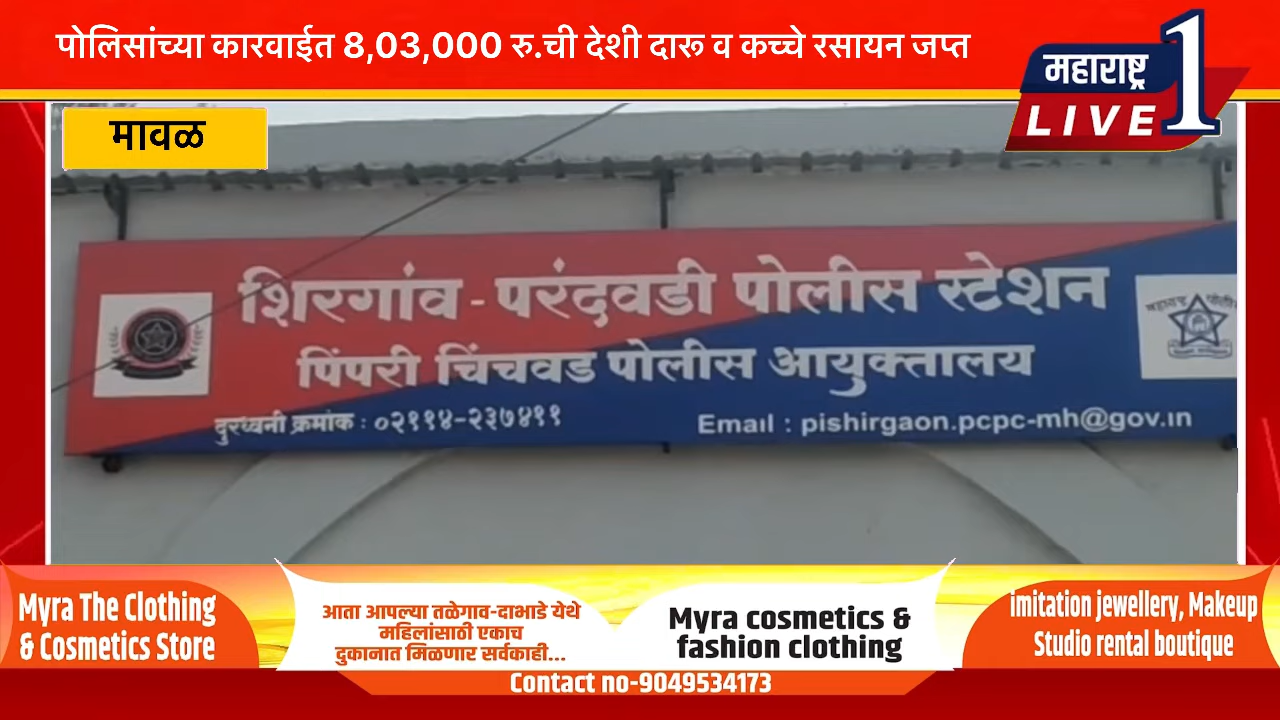 पोलिसांच्या कारवाईत 8,03,000 रु.ची देशी दारू व कच्चे रसायन जप्त
महाराष्ट्र 1
LIVE
मावळ
शिरगांव - परंदवडी पोलीस स्टेशन
पिंपरी चिंचवड पोलीस आयुक्तालय
दुरध्वनी क्रमांक : ०२११४-२३७४११
Email : pishirgaon.pcpc-mh@gov.in
Myra The Clothing
& Cosmetics Store
आता आपल्या तळेगाव-दाभाडे येथे
महिलांसाठी एकाच
दुकानात मिळणार सर्वकाही...
Myra cosmetics &
fashion clothing
imitation jewellery, Makeup
Studio rental boutique
Contact no-9049534173